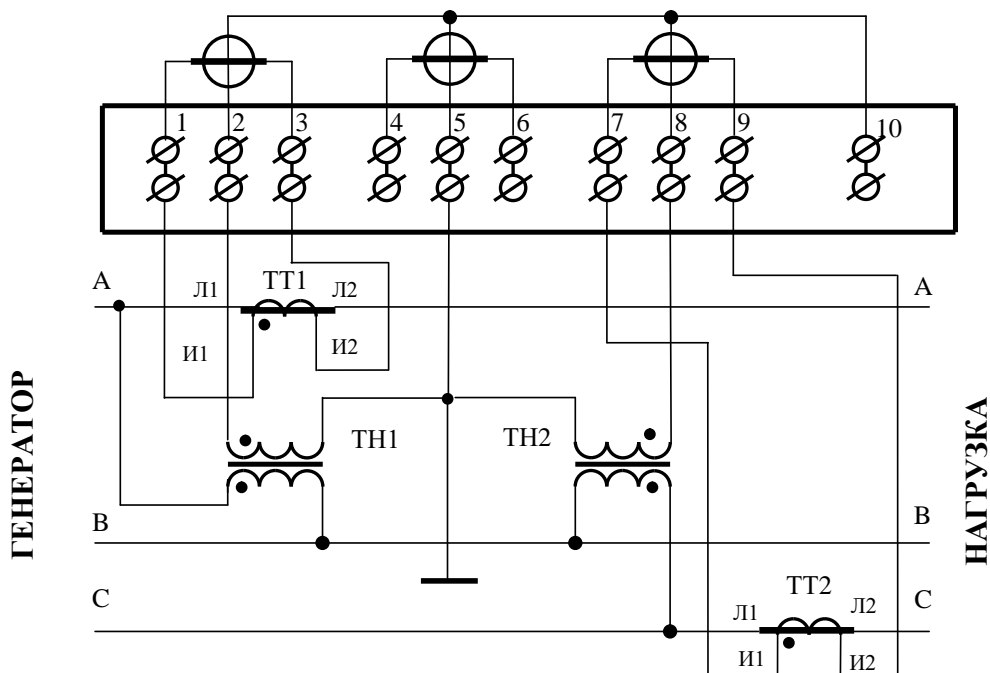 1 2 3 4 5 6 7 8 9 10
А Л1 ТТ1 Л2 А
И1 И2
ГЕНЕРАТОР
ТН1 ТН2
НАГРУЗКА
В В
С ТТ2 С
Л1 Л2
И1 И2